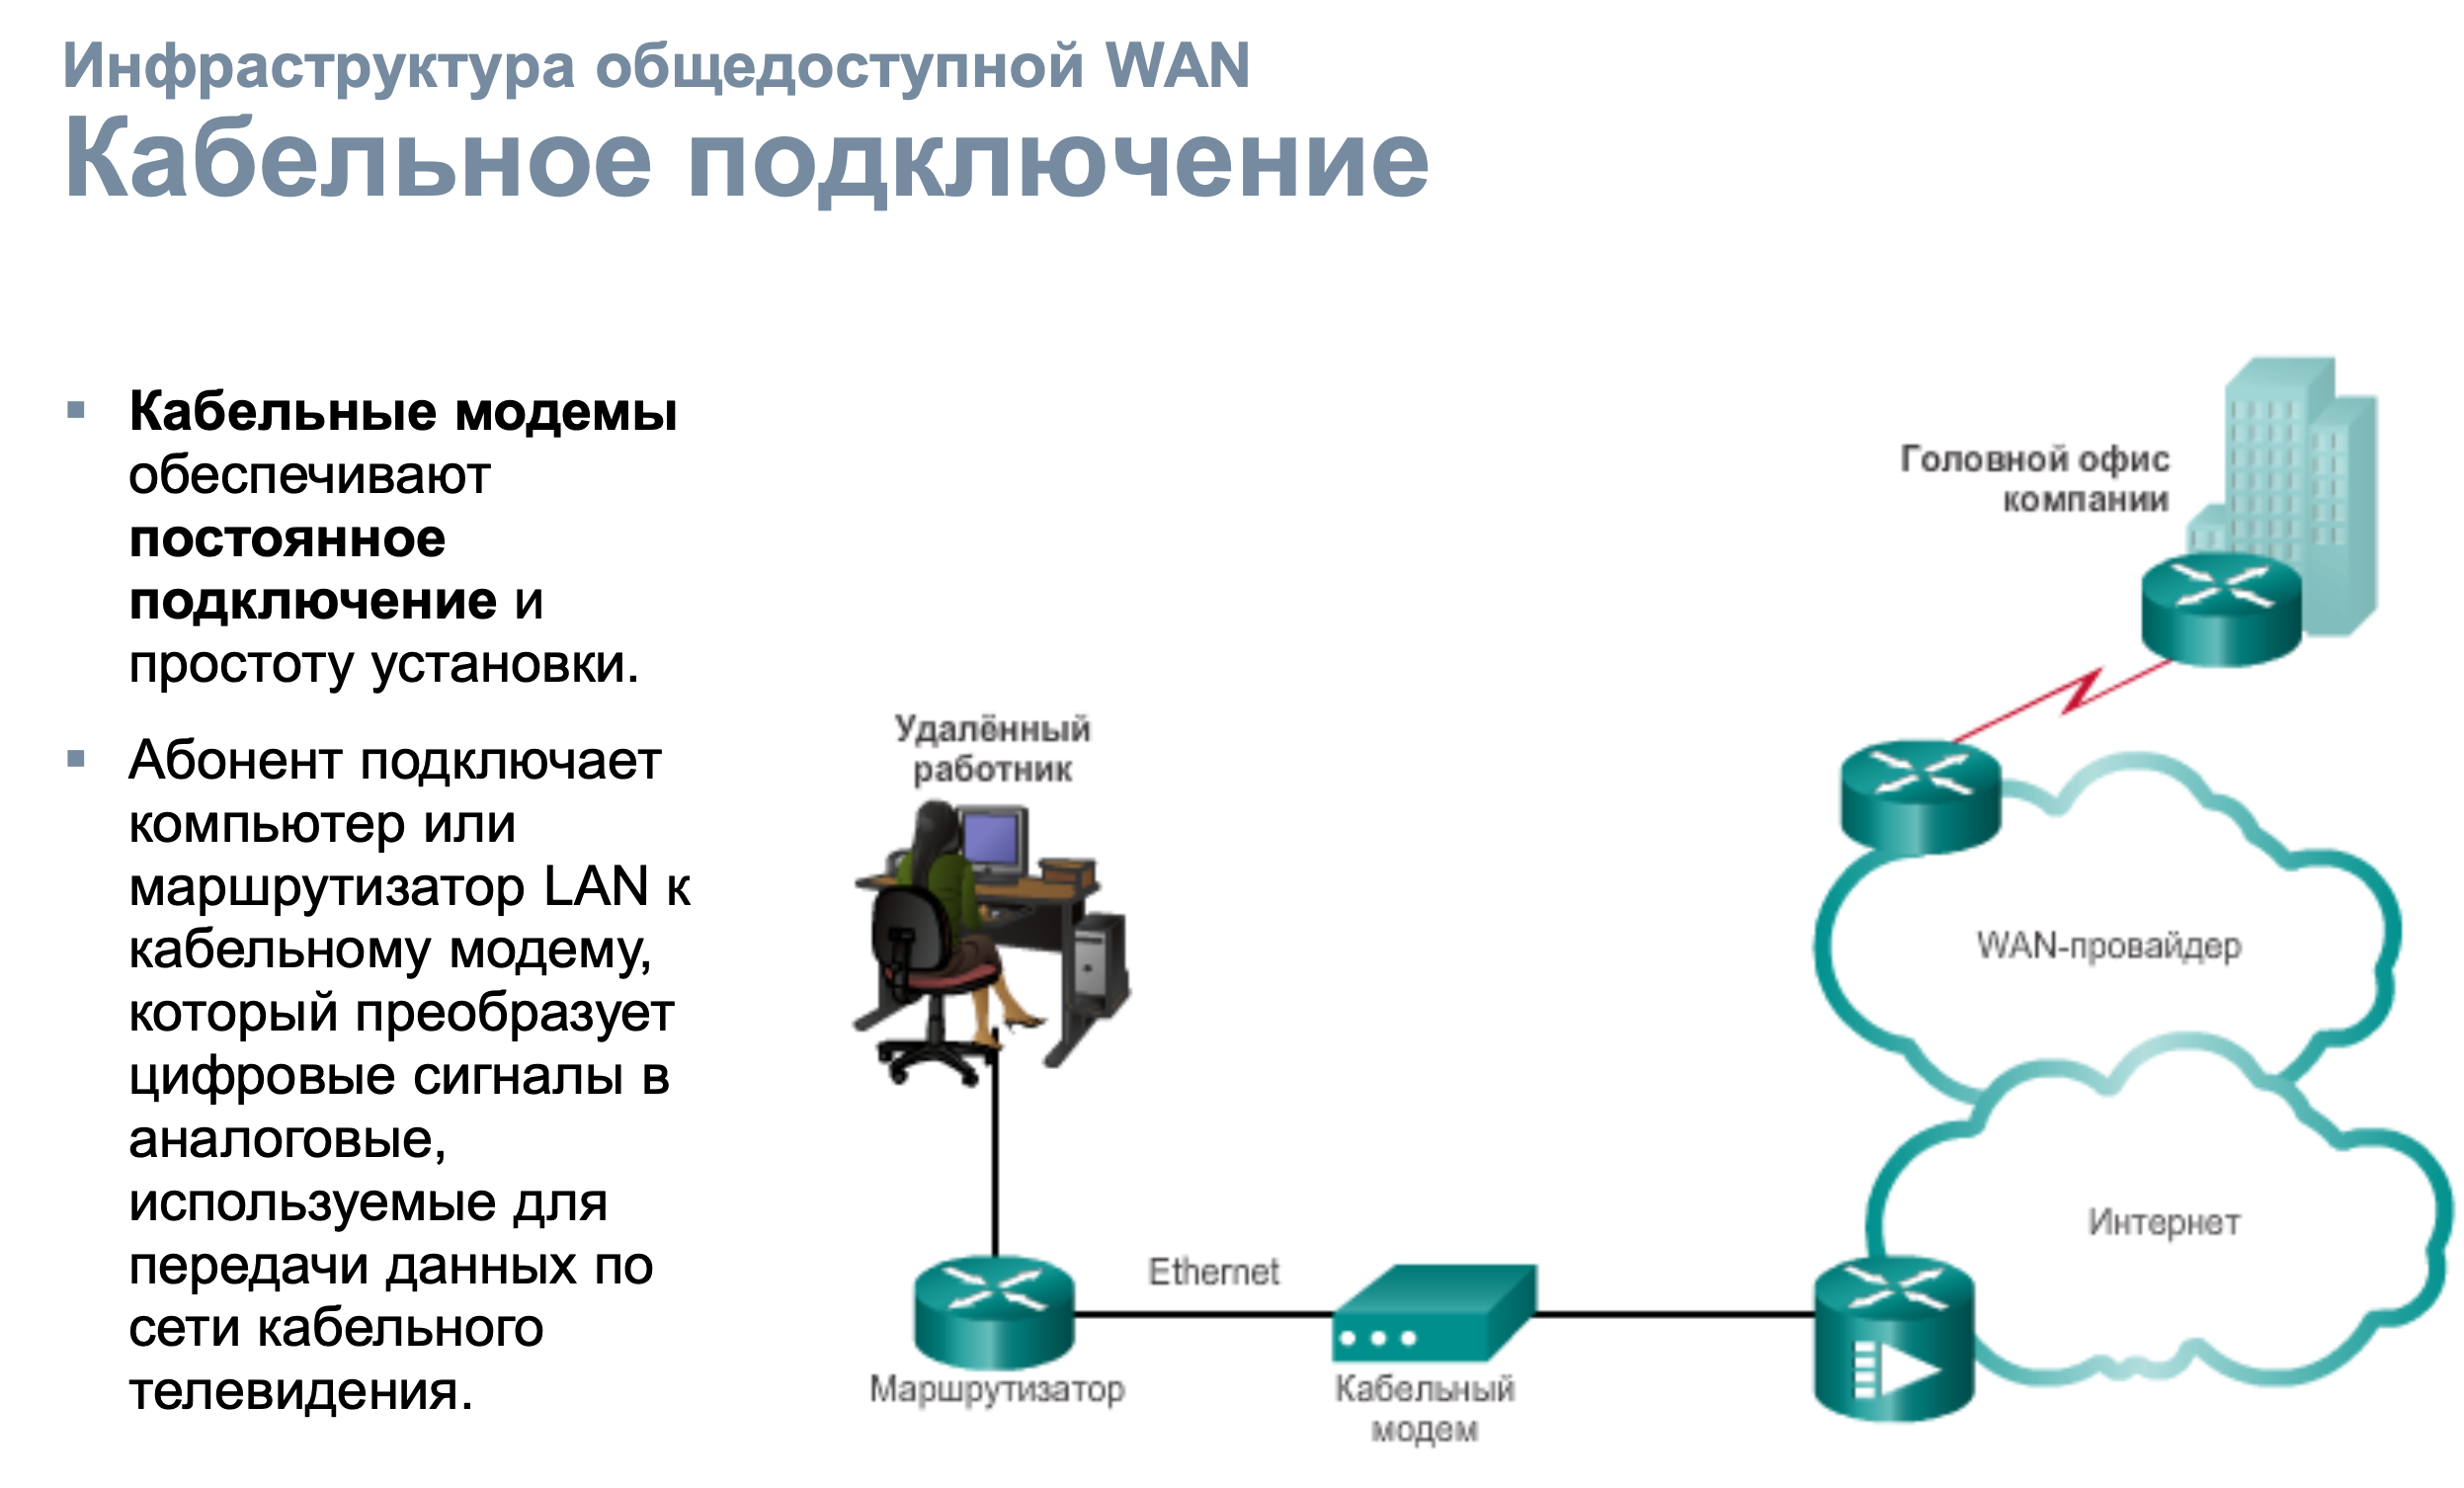 Инфраструктура общедоступной WAN
Кабельное подключение
Кабельные модемы
обеспечивают
постоянное
подключение и
простоту установки.
Абонент подключает
компьютер или
маршрутизатор LAN к
кабельному модему,
который преобразует
цифровые сигналы в
аналоговые,
используемые для
передачи данных по
сети кабельного
телевидения.
Головной офис
компании
Удалённый
работник
WAN-провайдер
Интернет
Ethernet
Маршрутизатор
Кабельный
модем